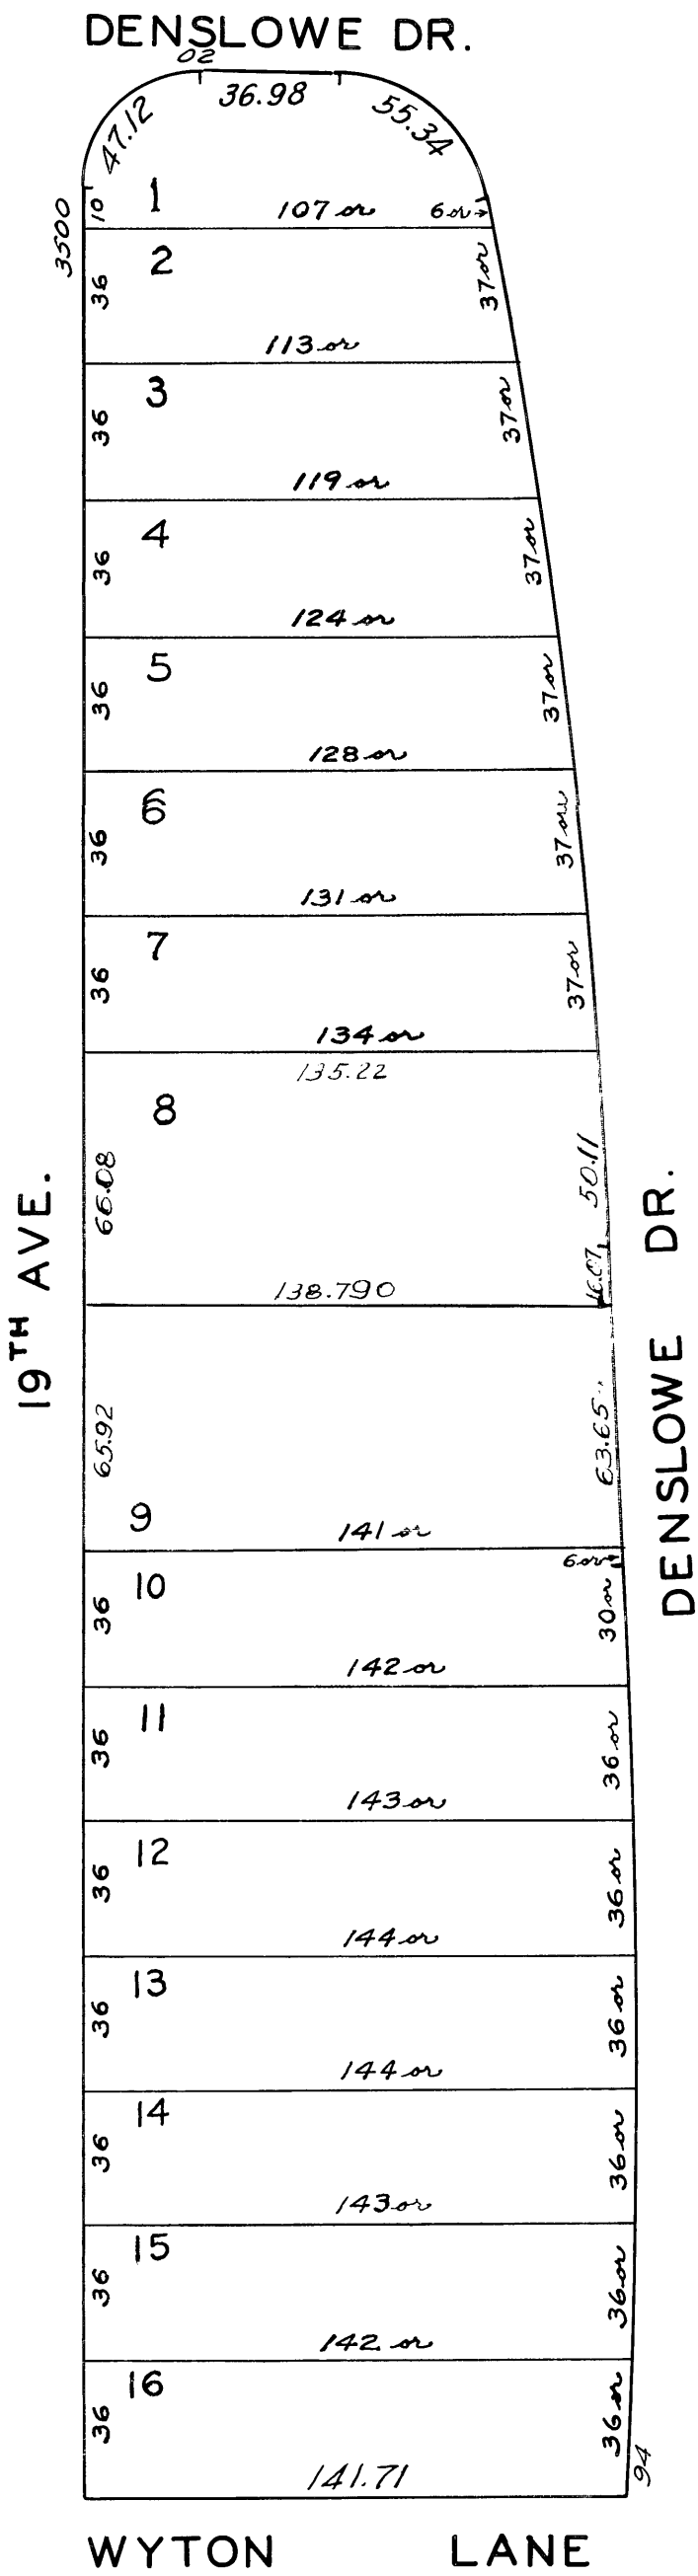 DENSLOWE DR.
02
47.12 36.98 55.34
3500 10 1 107 or 6 or
36 2 37 or
113 or
36 3 37 or
119 or
36 4 37 or
124 or
36 5 37 or
128 or
36 6 37 or
131 or
36 7 37 or
134 or
135.22
8
66.08 50.11
138.790 16.07
19TH AVE.
DENSLOWE DR.
65.92 63.65
9 141 or
6 or
36 10 30 or
142 or
36 11 36 or
143 or
36 12 36 or
144 or
36 13 36 or
144 or
36 14 36 or
143 or
36 15 36 or
142 or
36 16 36 or
141.71 94
WYTON LANE